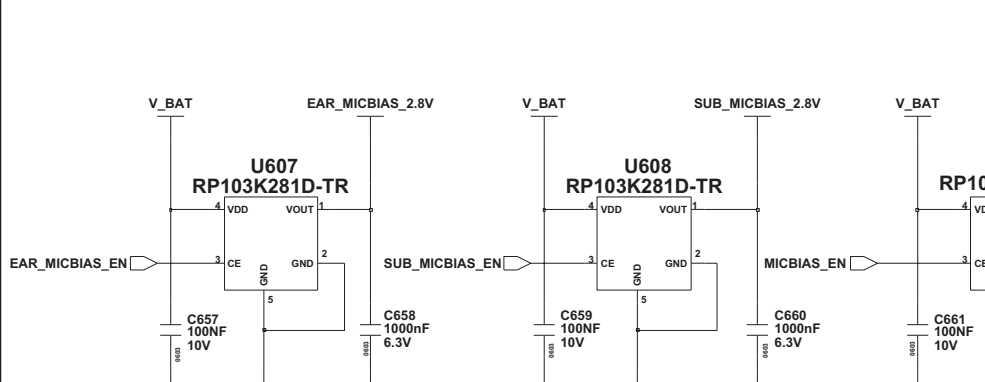 V_BAT
EAR_MICBIAS_2.8V
V_BAT
SUB_MICBIAS_2.8V
V_BAT
U607
RP103K281D-TR
U608
RP103K281D-TR
RP10
4
VDD
VOUT
1
4
VDD
VOUT
1
4
VD
EAR_MICBIAS_EN
3
CE
GND
2
GND
5
SUB_MICBIAS_EN
3
CE
GND
2
GND
5
MICBIAS_EN
3
CE
C657
100NF
10V
0603
C658
1000nF
6.3V
0603
C659
100NF
10V
0603
C660
1000nF
6.3V
0603
C661
100NF
10V
0603